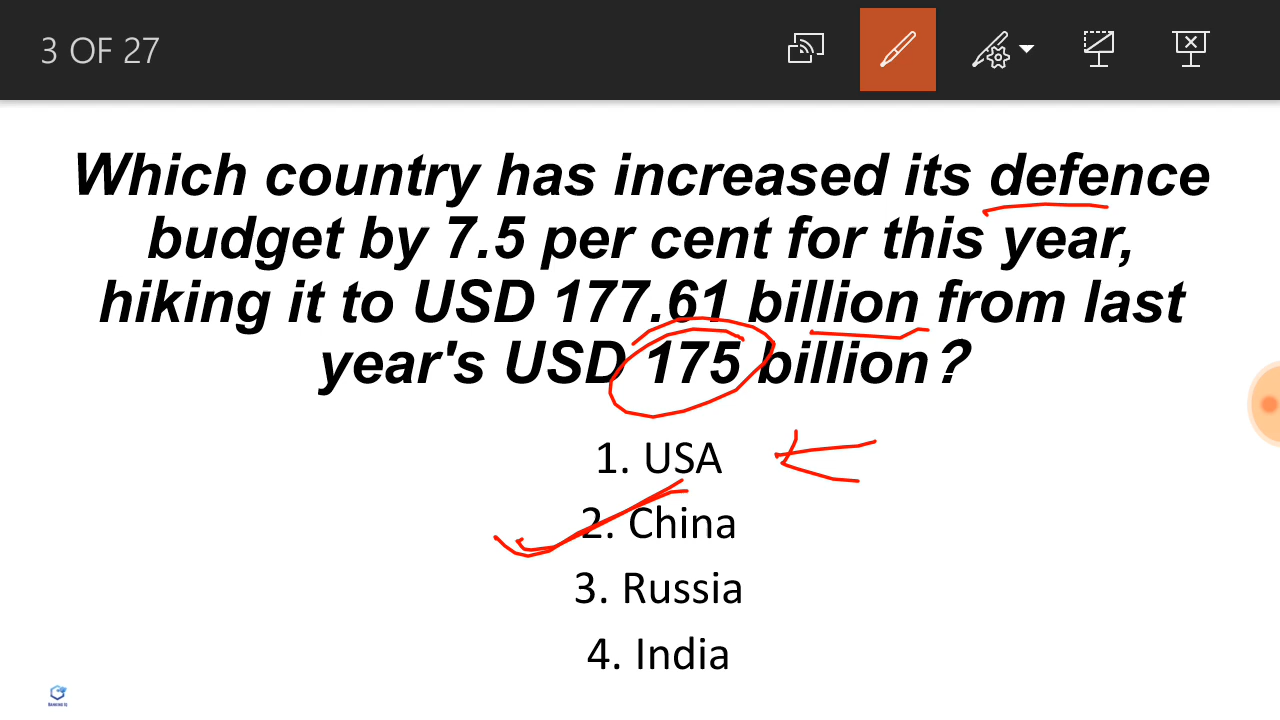 3 OF 27
Which country has increased its defence
budget by 7.5 per cent for this year,
hiking it to USD 177.61 billion from last
year's USD 175 billion?
1. USA
2. China
3. Russia
4. India